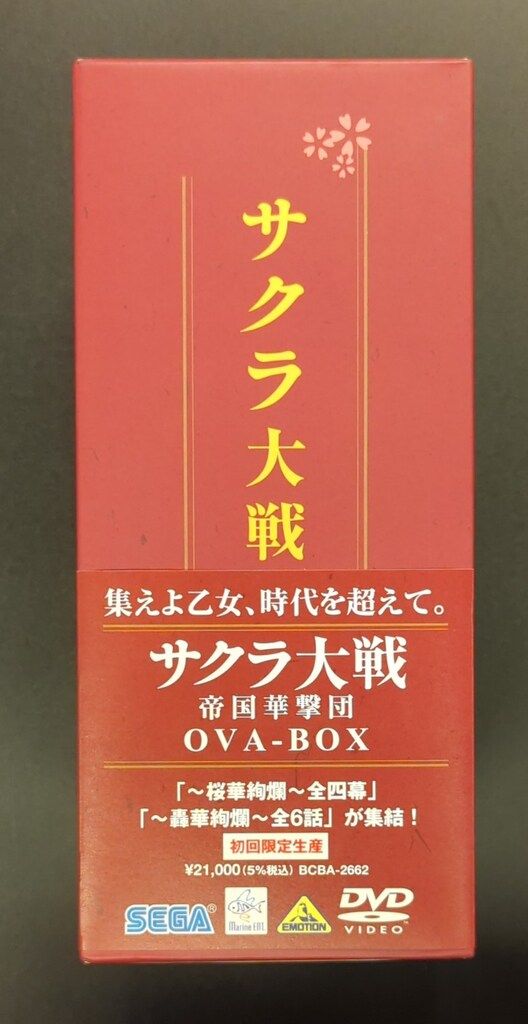 サクラ大戦
集えよ乙女、時代を超えて。
サクラ大戦
帝国華撃団
OVA-BOX
「～桜華絢爛～全四幕」
「～轟華絢爛～全6話」が集結！
初回限定生産
¥21,000(5%税込) BCBA-2662
SEGA®
Marine ENT.
EMOTION
DVD
VIDEO™